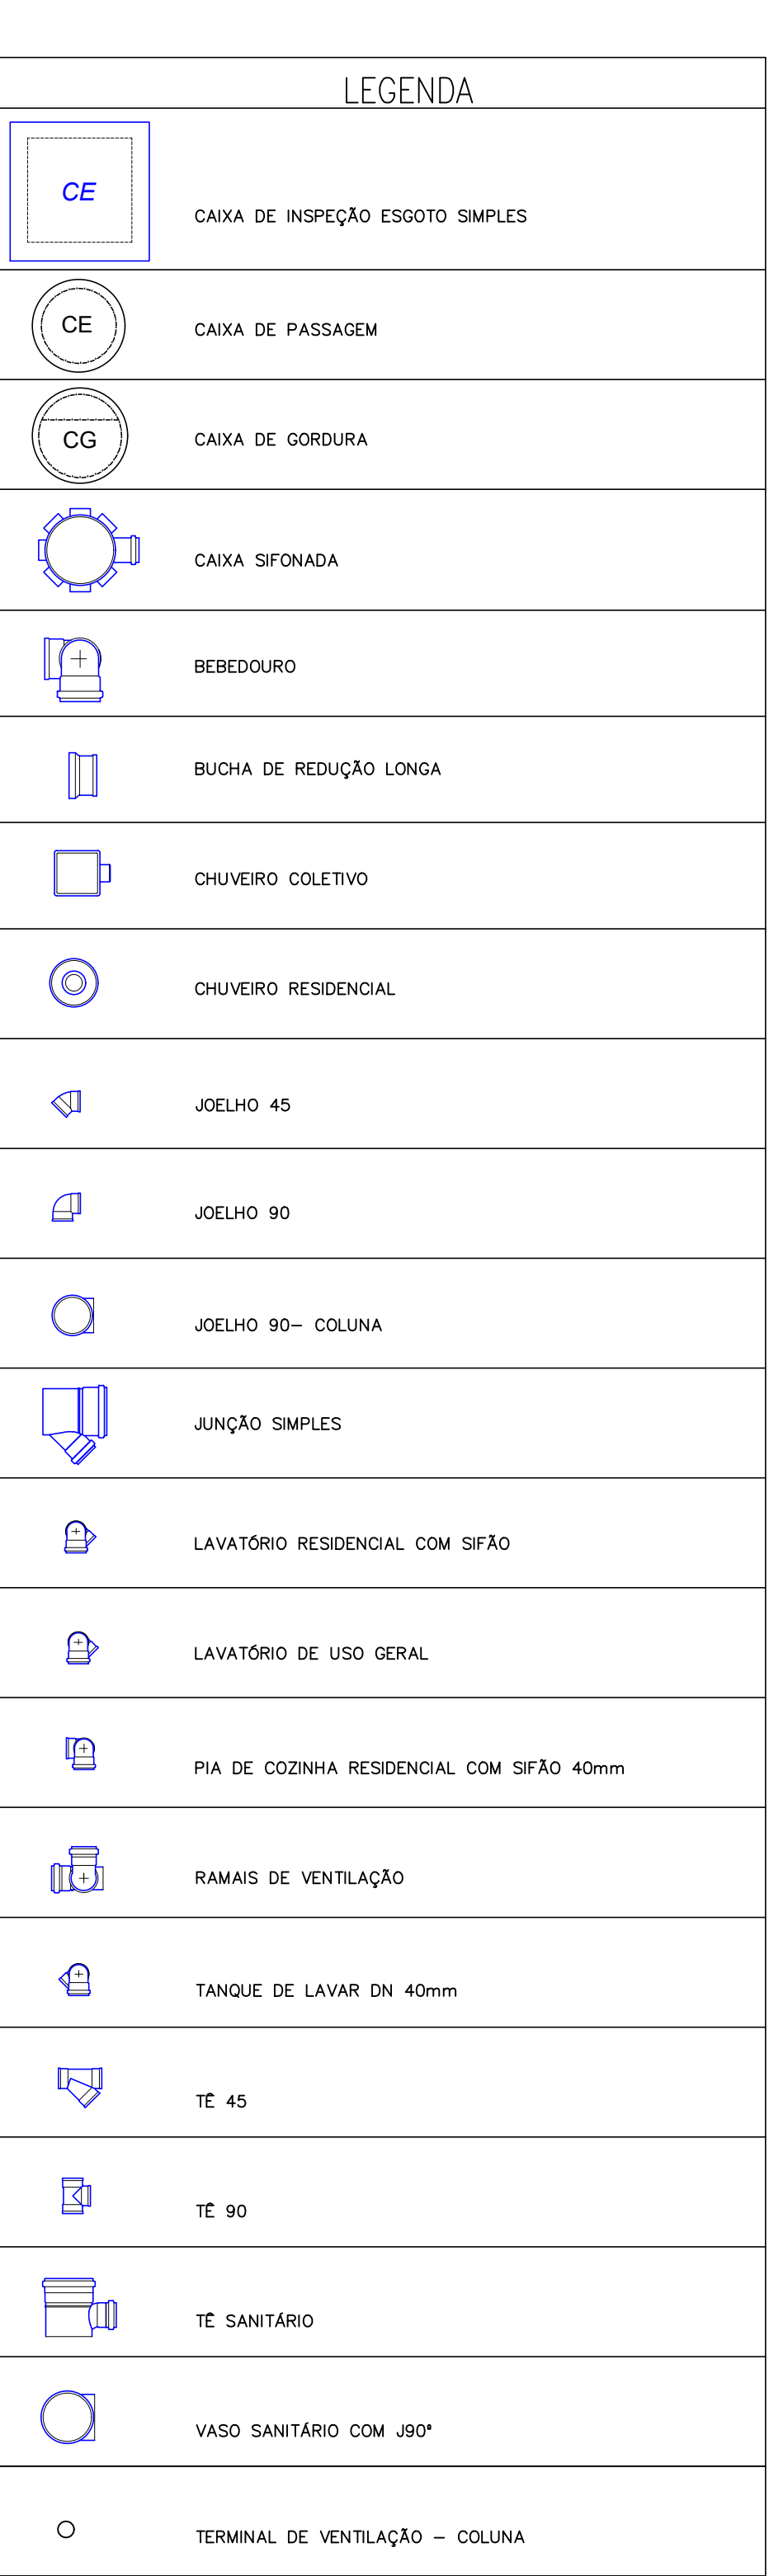 LEGENDA
CE
CAIXA DE INSPEÇÃO ESGOTO SIMPLES
CE
CAIXA DE PASSAGEM
CG
CAIXA DE GORDURA
CAIXA SIFONADA
BEBEDOURO
BUCHA DE REDUÇÃO LONGA
CHUVEIRO COLETIVO
CHUVEIRO RESIDENCIAL
JOELHO 45
JOELHO 90
JOELHO 90- COLUNA
JUNÇÃO SIMPLES
LAVATÓRIO RESIDENCIAL COM SIFÃO
LAVATÓRIO DE USO GERAL
PIA DE COZINHA RESIDENCIAL COM SIFÃO 40mm
RAMAIS DE VENTILAÇÃO
TANQUE DE LAVAR DN 40mm
TÊ 45
TÊ 90
TÊ SANITÁRIO
VASO SANITÁRIO COM J90°
TERMINAL DE VENTILAÇÃO - COLUNA